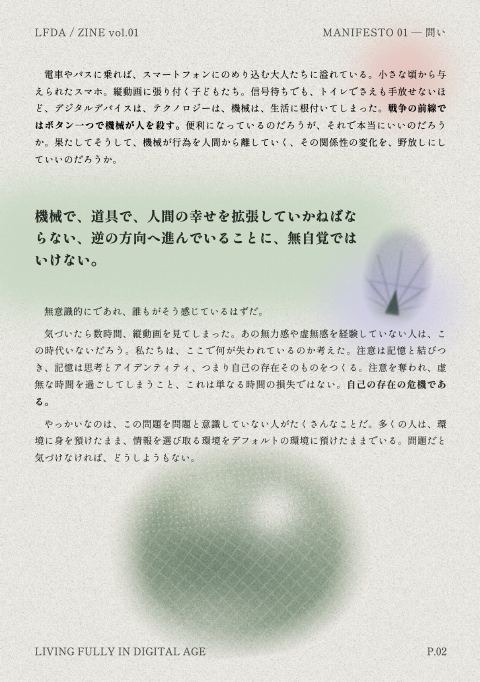 LFDA / ZINE vol.01
MANIFESTO 01 — 問い
電車やバスに乗れば、スマートフォンにのめり込む大人たちに溢れている。小さな頃から与
えられたスマホ。縦動画に張り付く子どもたち。信号待ちでも、トイレでさえも手放せないほ
ど、デジタルデバイスは、テクノロジーは、機械は、生活に根付いてしまった。戦争の前線で
はボタン一つで機械が人を殺す。便利になっているのだろうが、それで本当にいいのだろう
か。果たしてそうして、機械が行為を人間から離していく、その関係性の変化を、野放しにし
ていいのだろうか。
機械で、道具で、人間の幸せを拡張していかねばな
らない、逆の方向へ進んでいることに、無自覚では
いけない。
無意識的にであれ、誰もがそう感じているはずだ。
気づいたら数時間、縦動画を見てしまった。あの無力感や虚無感を経験していない人は、こ
の時代いないだろう。私たちは、ここで何が失われているのか考えた。注意は記憶と結びつ
き、記憶は思考とアイデンティティ、つまり自己の存在そのものをつくる。注意を奪われ、虚
無な時間を過ごしてしまうこと、これは単なる時間の損失ではない。自己の存在の危機であ
る。
やっかいなのは、この問題を問題と意識していない人がたくさんなことだ。多くの人は、環
境に身を預けたまま、情報を選び取る環境をデフォルトの環境に預けたままでいる。問題だと
気づけなければ、どうしようもない。
LIVING FULLY IN DIGITAL AGE
P.02